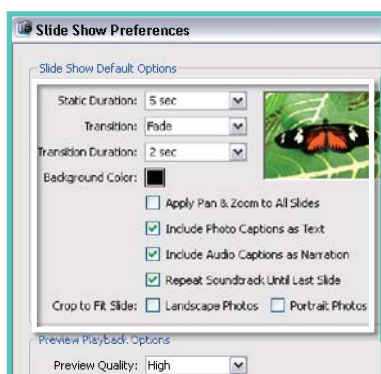 Slide Show Preferences
Slide Show Default Options
Static Duration: 5 sec
Transition: Fade
Transition Duration: 2 sec
Background Color:
Apply Pan & Zoom to All Slides
Include Photo Captions as Text
Include Audio Captions as Narration
Repeat Soundtrack Until Last Slide
Crop to Fit Slide: Landscape Photos Portrait Photos
Preview Playback Options
Preview Quality: High